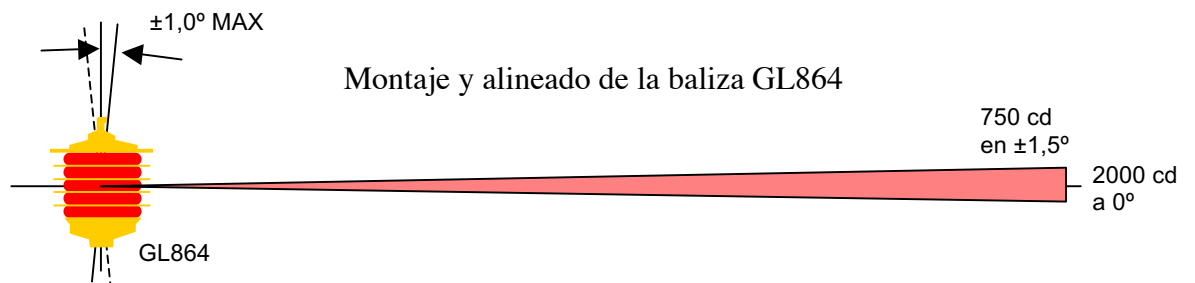 ±1,0º MAX
Montaje y alineado de la baliza GL864
750 cd
en ±1,5º
2000 cd
a 0º
GL864